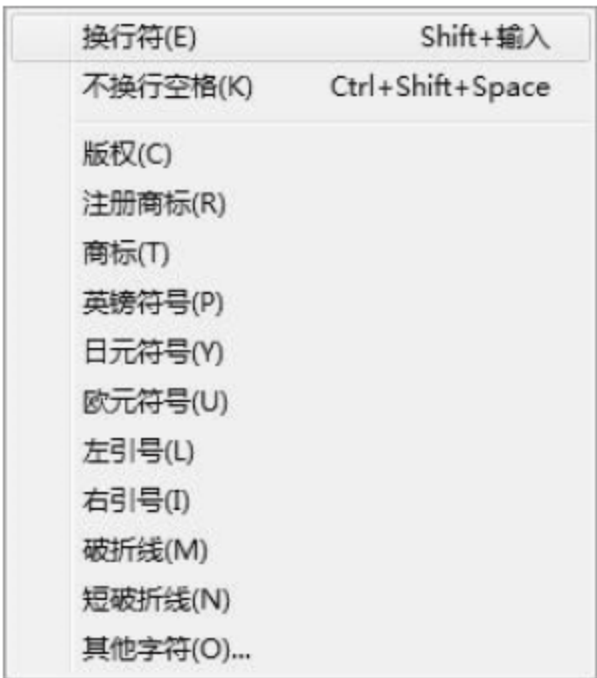 换行符(E) Shift+输入
不换行空格(K) Ctrl+Shift+Space
版权(C)
注册商标(R)
商标(T)
英镑符号(P)
日元符号(Y)
欧元符号(U)
左引号(L)
右引号(I)
破折线(M)
短破折线(N)
其他字符(O)...